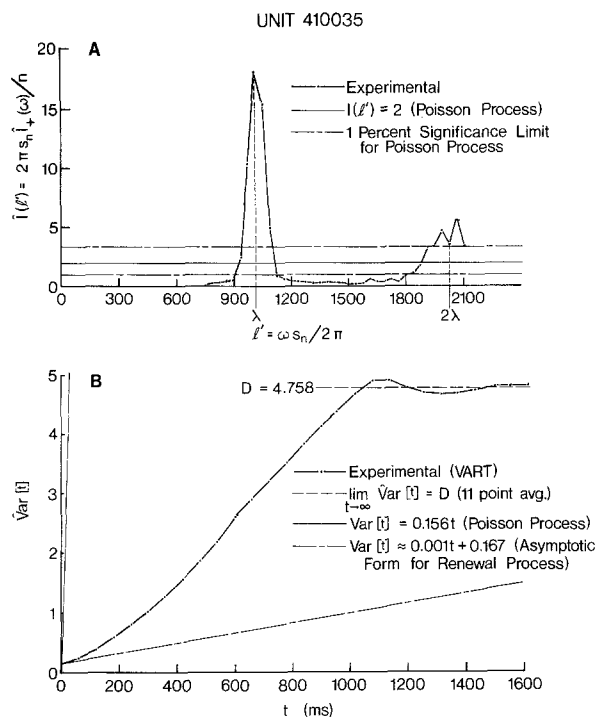 UNIT 410035
A
Î(ℓ') = 2π sₙ Î₊(ω)/n
20
15
10
5
0
Experimental
I(ℓ') = 2 (Poisson Process)
1 Percent Significance Limit
for Poisson Process
0 300 600 900 1200 1500 1800 2100
λ 2λ
ℓ' = ωsₙ/2π
B
V̂ar [t]
5
4
3
2
1
0
D = 4.758
Experimental (VART)
lim V̂ar [t] = D (11 point avg.)
t→∞
Var [t] = 0.156t (Poisson Process)
Var [t] ≈ 0.001t + 0.167 (Asymptotic
Form for Renewal Process)
0 200 400 600 800 1000 1200 1400 1600
t (ms)